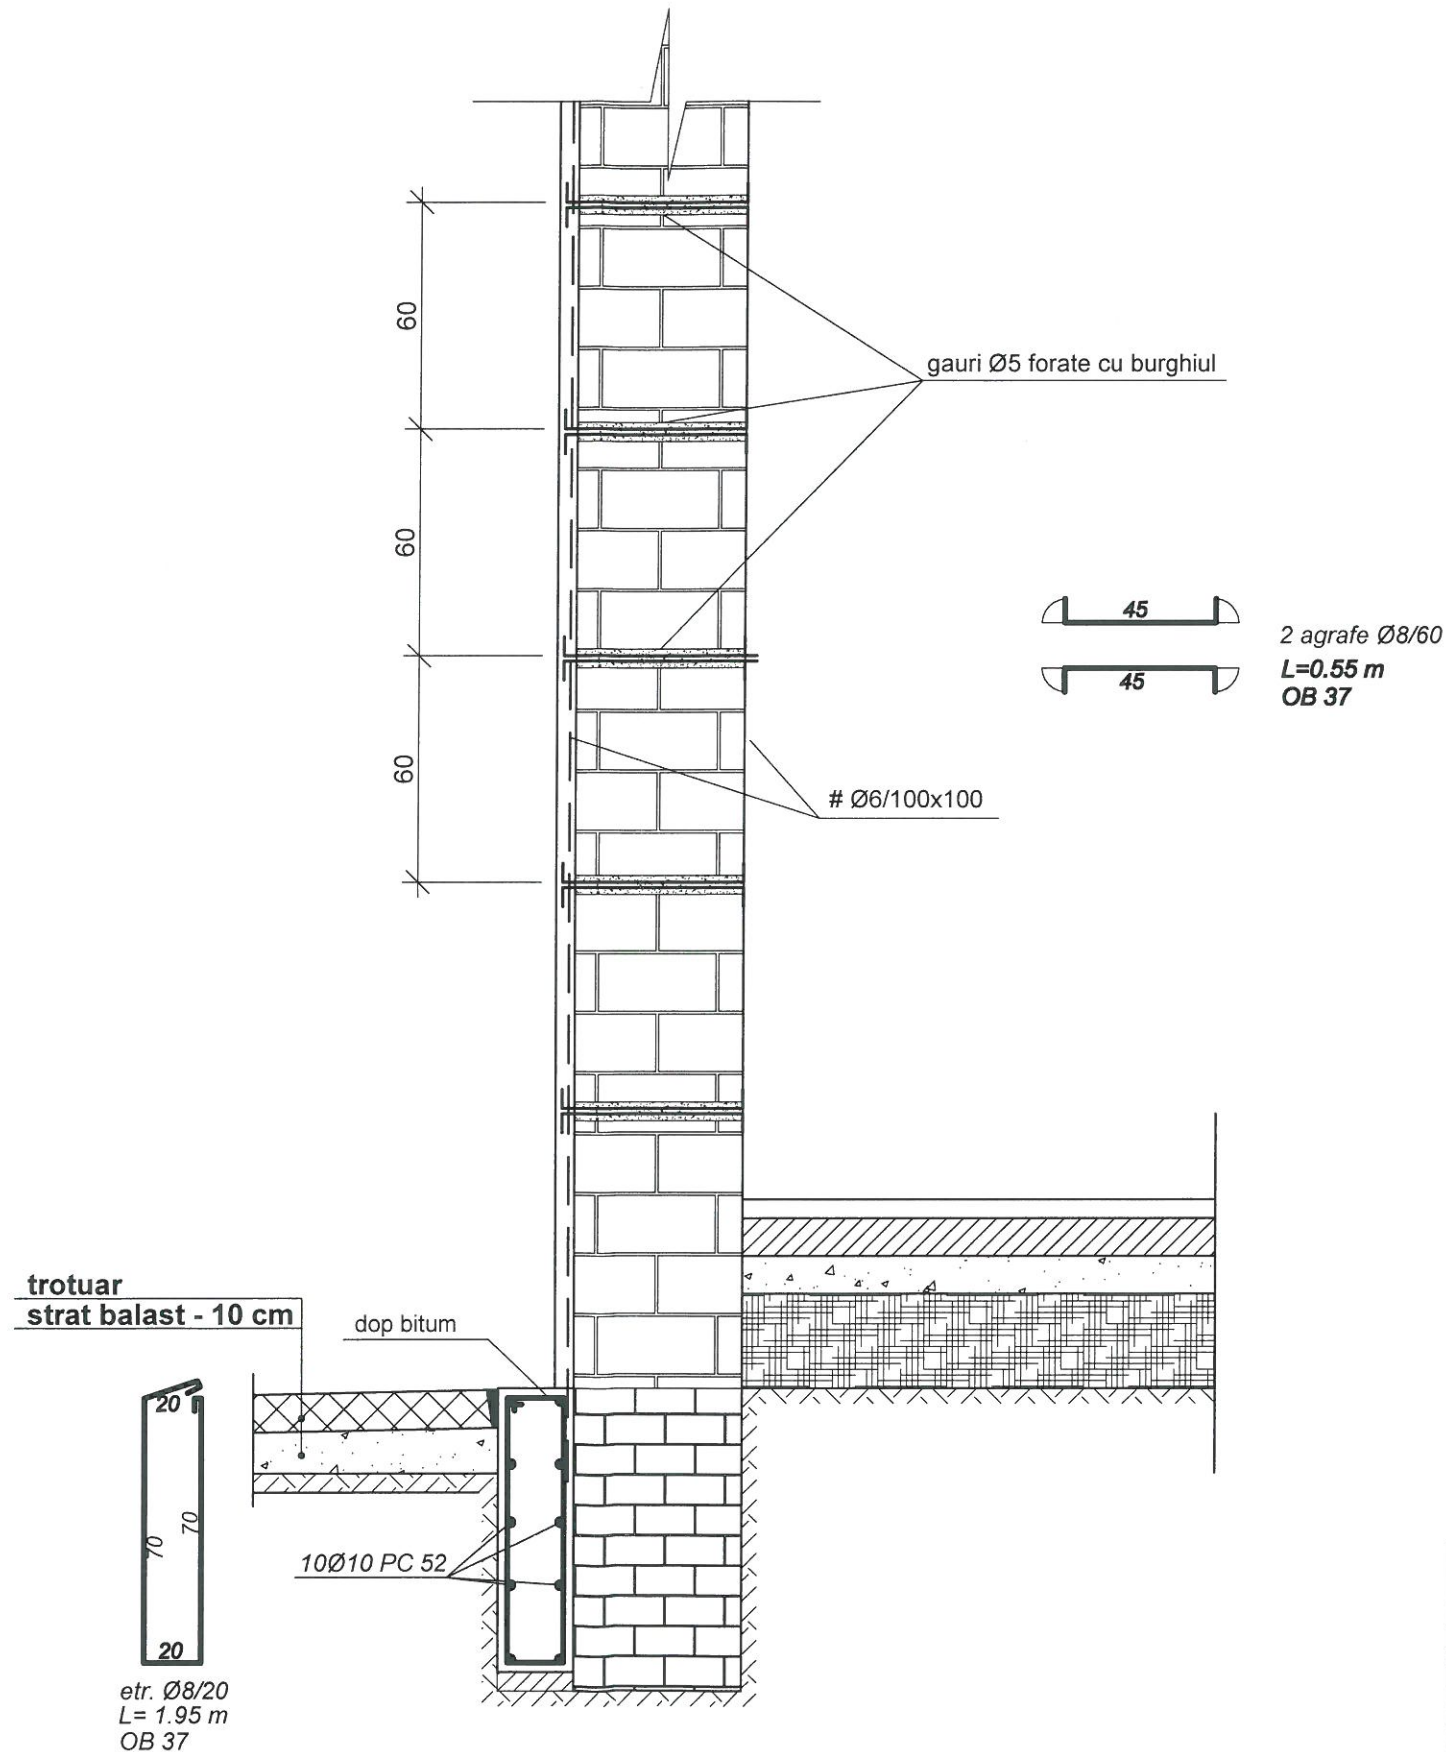 60
gauri Ø5 forate cu burghiul
60
45
2 agrafe Ø8/60
L=0.55 m
45
OB 37
60
# Ø6/100x100
trotuar
strat balast - 10 cm
dop bitum
20
70
70
10Ø10 PC 52
20
etr. Ø8/20
L= 1.95 m
OB 37